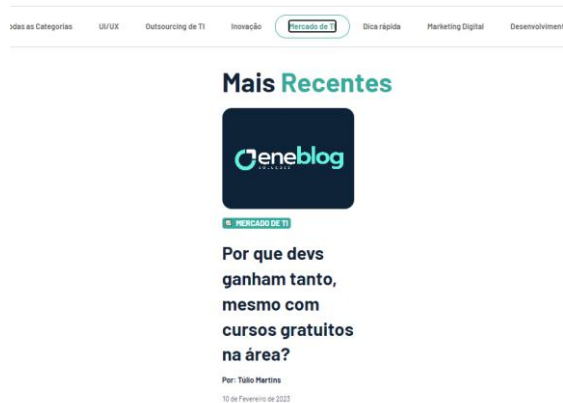 odas as Categorias UI/UX Outsourcing de TI Inovação Mercado de TI Dica rápida Marketing Digital Desenvolviment
Mais Recentes
eneblog
SOLUÇÕES
MERCADO DE TI
Por que devs
ganham tanto,
mesmo com
cursos gratuitos
na área?
Por: Túlio Martins
10 de Fevereiro de 2023